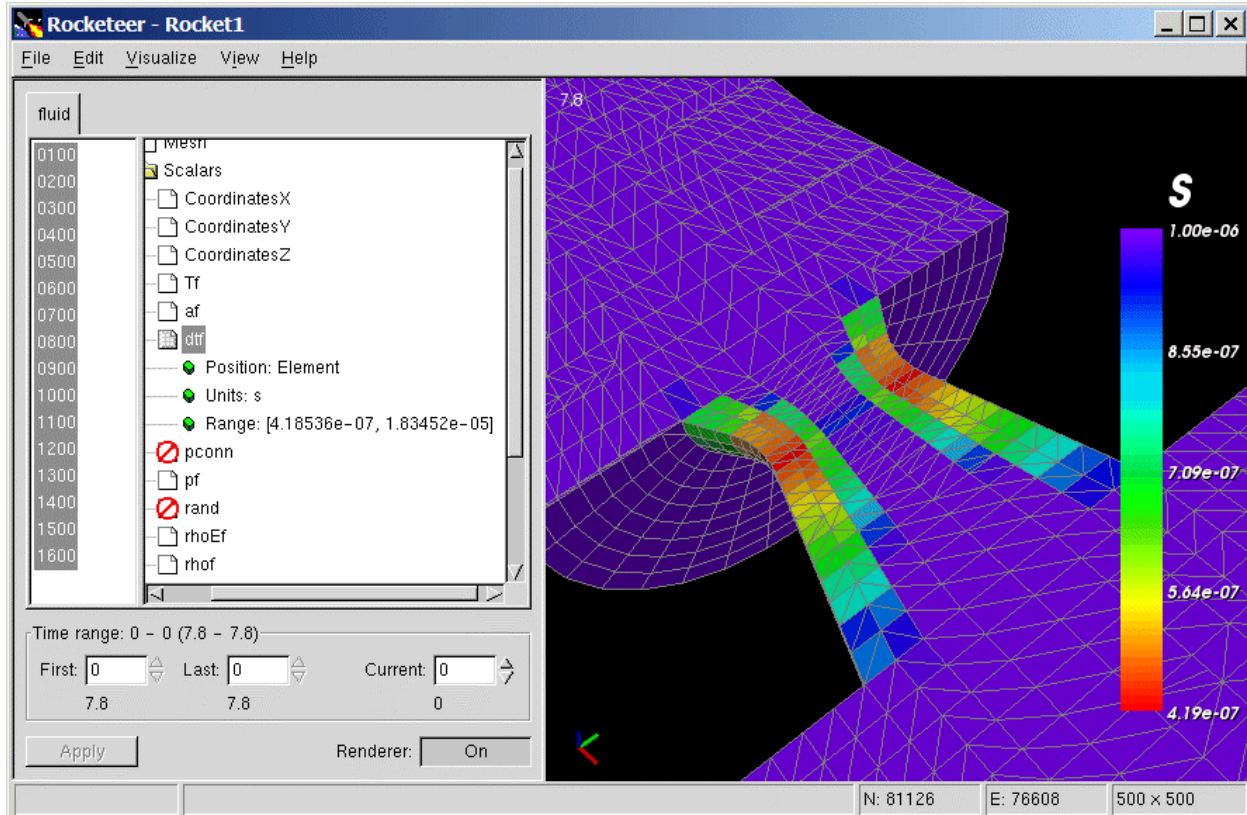 Rocketeer - Rocket1
File Edit Visualize View Help
fluid
0100
0200
0300
0400
0500
0600
0700
0800
0900
1000
1100
1200
1300
1400
1500
1600
Mesh
Scalars
CoordinatesX
CoordinatesY
CoordinatesZ
Tf
af
dtf
Position: Element
Units: s
Range: [4.18536e-07, 1.83452e-05]
pconn
pf
rand
rhoEf
rhof
Time range: 0 - 0 (7.8 - 7.8)
First: 0 Last: 0 Current: 0
7.8 7.8 0
Apply Renderer: On
7.8
S
1.00e-06
8.55e-07
7.09e-07
5.64e-07
4.19e-07
N: 81126 E: 76608 500 × 500